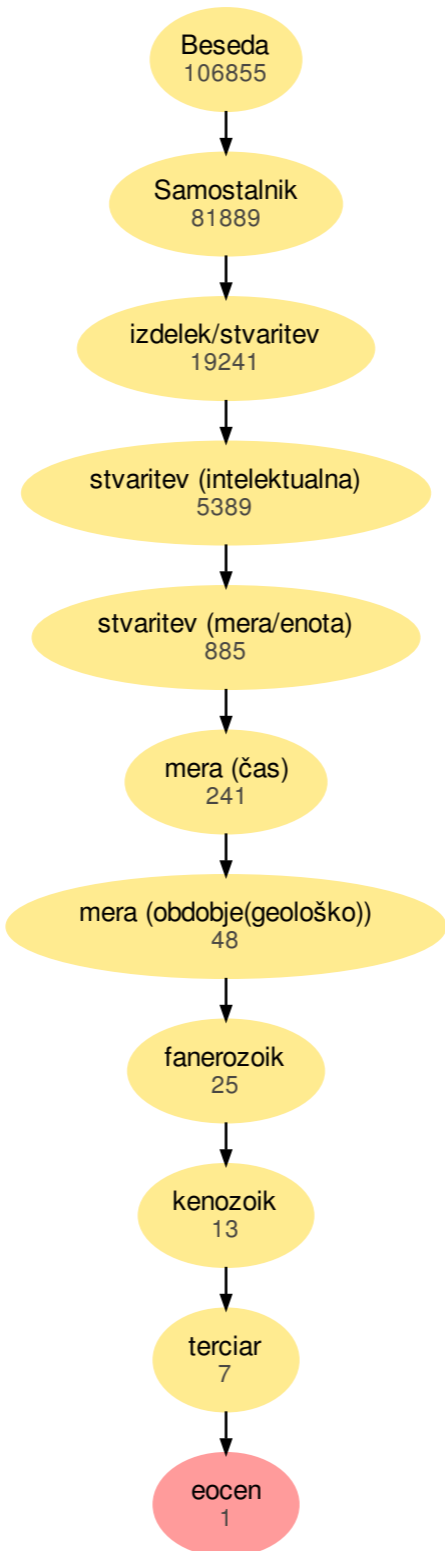 Beseda
106855
Samostalnik
81889
izdelek/stvaritev
19241
stvaritev (intelektualna)
5389
stvaritev (mera/enota)
885
mera (čas)
241
mera (obdobje(geološko))
48
fanerozoik
25
kenozoik
13
terciar
7
eocen
1